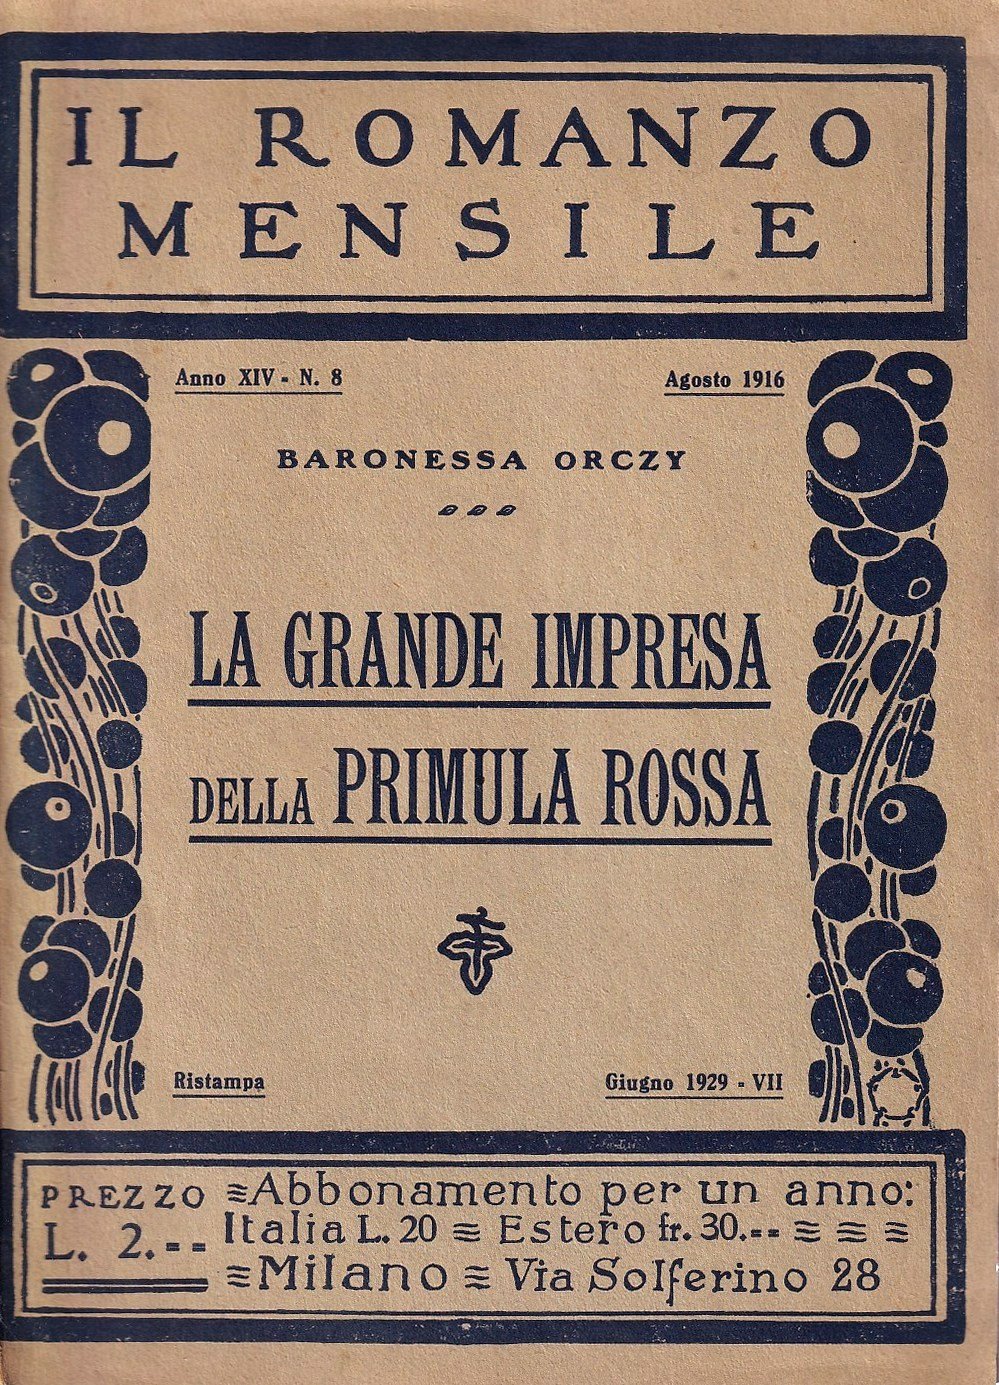 IL ROMANZO
MENSILE
Anno XIV - N. 8
Agosto 1916
BARONESSA ORCZY
LA GRANDE IMPRESA
DELLA PRIMULA ROSSA
Ristampa
Giugno 1929 - VII
PREZZO
L. 2.--
Abbonamento per un anno:
Italia L. 20 Estero fr. 30.--
Milano Via Solferino 28